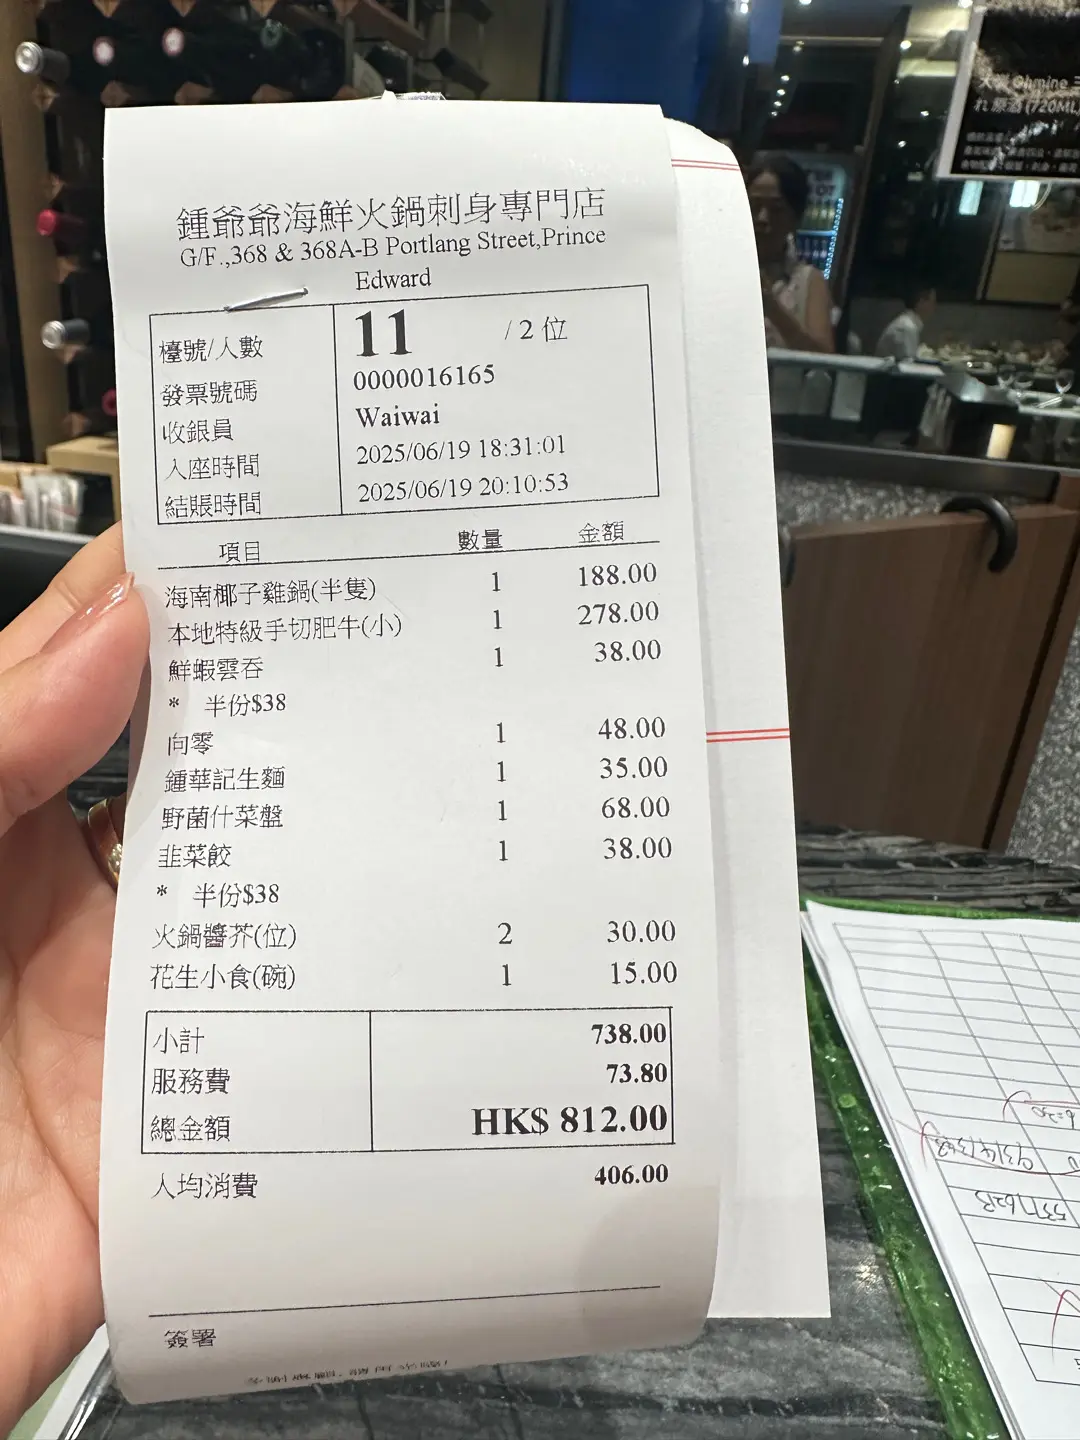 鍾爺爺海鮮火鍋刺身專門店
G/F.,368 & 368A-B Portlang Street,Prince
Edward
檯號/人數 11 / 2 位
發票號碼 0000016165
收銀員 Waiwai
入座時間 2025/06/19 18:31:01
結賬時間 2025/06/19 20:10:53
項目 數量 金額
海南椰子雞鍋(半隻) 1 188.00
本地特級手切肥牛(小) 1 278.00
鮮蝦雲吞 1 38.00
* 半份$38
向零 1 48.00
鍾華記生麵 1 35.00
野菌什菜盤 1 68.00
韭菜餃 1 38.00
* 半份$38
火鍋醬芥(位) 2 30.00
花生小食(碗) 1 15.00
小計 738.00
服務費 73.80
總金額 HK$ 812.00
人均消費 406.00
簽署
Ohmine
原酒 (720ML)